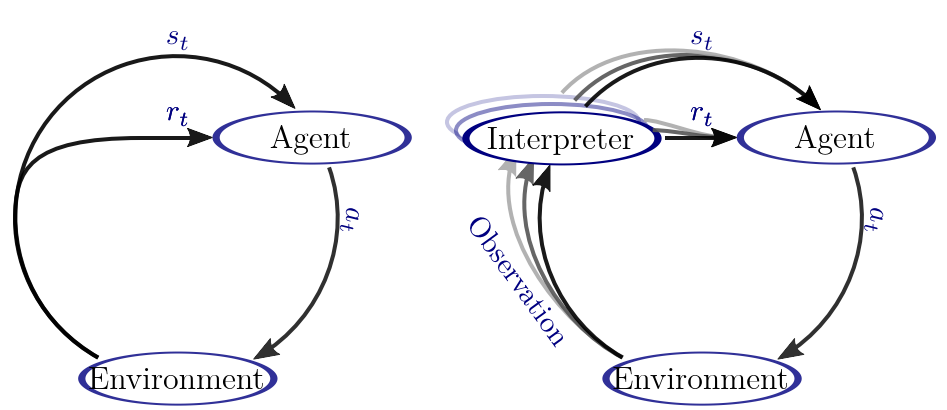 s_t
r_t
Agent
a_t
Environment
s_t
r_t
Interpreter
Agent
a_t
Observation
Environment